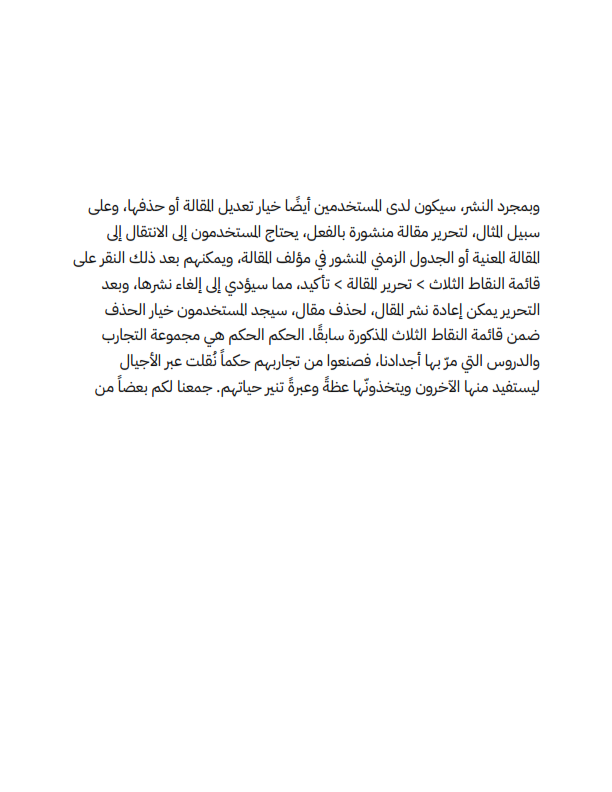 وبمجرد النشر، سيكون لدى المستخدمين أيضًا خيار تعديل المقالة أو حذفها، وعلى
سبيل المثال، لتحرير مقالة منشورة بالفعل، يحتاج المستخدمون إلى الانتقال إلى
المقالة المعنية أو الجدول الزمني المنشور في مؤلف المقالة، ويمكنهم بعد ذلك النقر على
قائمة النقاط الثلاث > تحرير المقالة > تأكيد، مما سيؤدي إلى إلغاء نشرها، وبعد
التحرير يمكن إعادة نشر المقال، لحذف مقال، سيجد المستخدمون خيار الحذف
ضمن قائمة النقاط الثلاث المذكورة سابقًا. الحكم الحكم هي مجموعة التجارب
والدروس التي مرّ بها أجدادنا، فصنعوا من تجاربهم حكماً نُقلت عبر الأجيال
ليستفيد منها الآخرون ويتخذونّها عظةً وعبرةً تنير حياتهم. جمعنا لكم بعضاً من